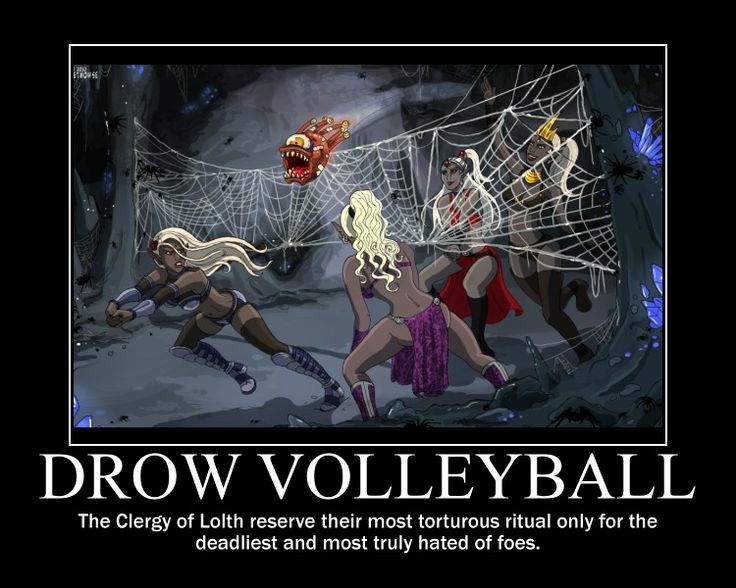 DROW VOLLEYBALL
The Clergy of Lolth reserve their most torturous ritual only for the
deadliest and most truly hated of foes.